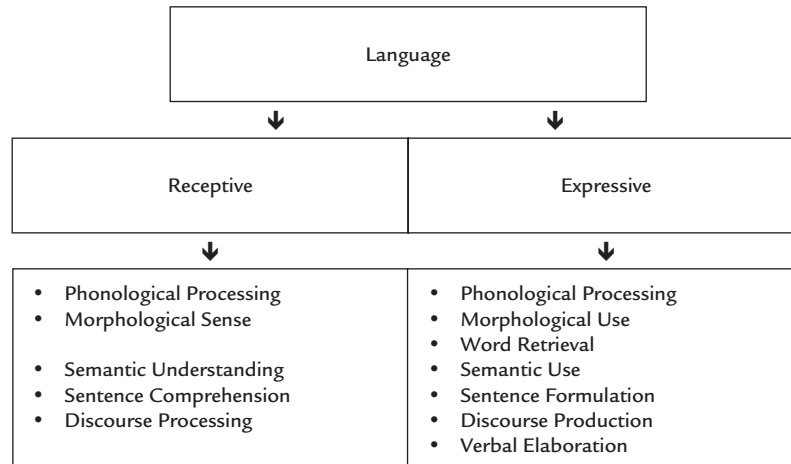 Language
Receptive
Expressive
• Phonological Processing
• Morphological Sense
• Semantic Understanding
• Sentence Comprehension
• Discourse Processing
• Phonological Processing
• Morphological Use
• Word Retrieval
• Semantic Use
• Sentence Formulation
• Discourse Production
• Verbal Elaboration